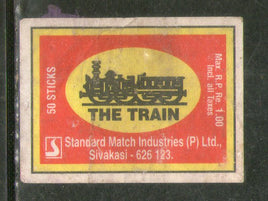 50 STICKS
Max. R.P. Re. 1.00
Incl. all Taxes
THE TRAIN
Standard Match Industries (P) Ltd.,
Sivakasi - 626 123.